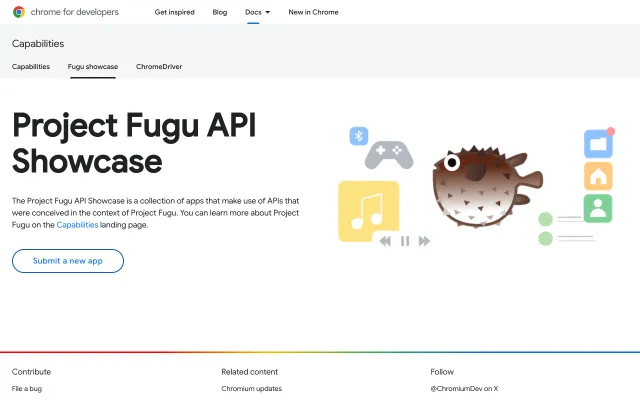 chrome for developers
Get inspired
Blog
Docs
New in Chrome
Capabilities
Capabilities
Fugu showcase
ChromeDriver
Project Fugu API
Showcase
The Project Fugu API Showcase is a collection of apps that make use of APIs that
were conceived in the context of Project Fugu. You can learn more about Project
Fugu on the Capabilities landing page.
Submit a new app
Contribute
Related content
Follow
File a bug
Chromium updates
@ChromiumDev on X